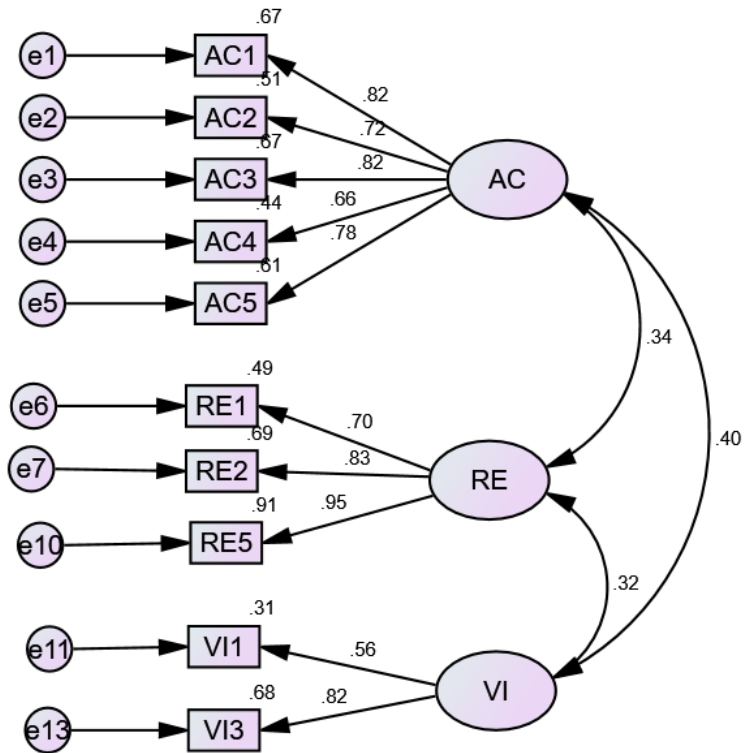 .67
e1 AC1
.82
.51
e2 AC2
.72
.67
e3 AC3 .82 AC
.44
e4 AC4 .66
.78
.61
e5 AC5
.34
.49
e6 RE1 .70
.69
e7 RE2 .83 RE
.40
.91
e10 RE5 .95
.32
.31
e11 VI1 .56
.68
e13 VI3 .82 VI